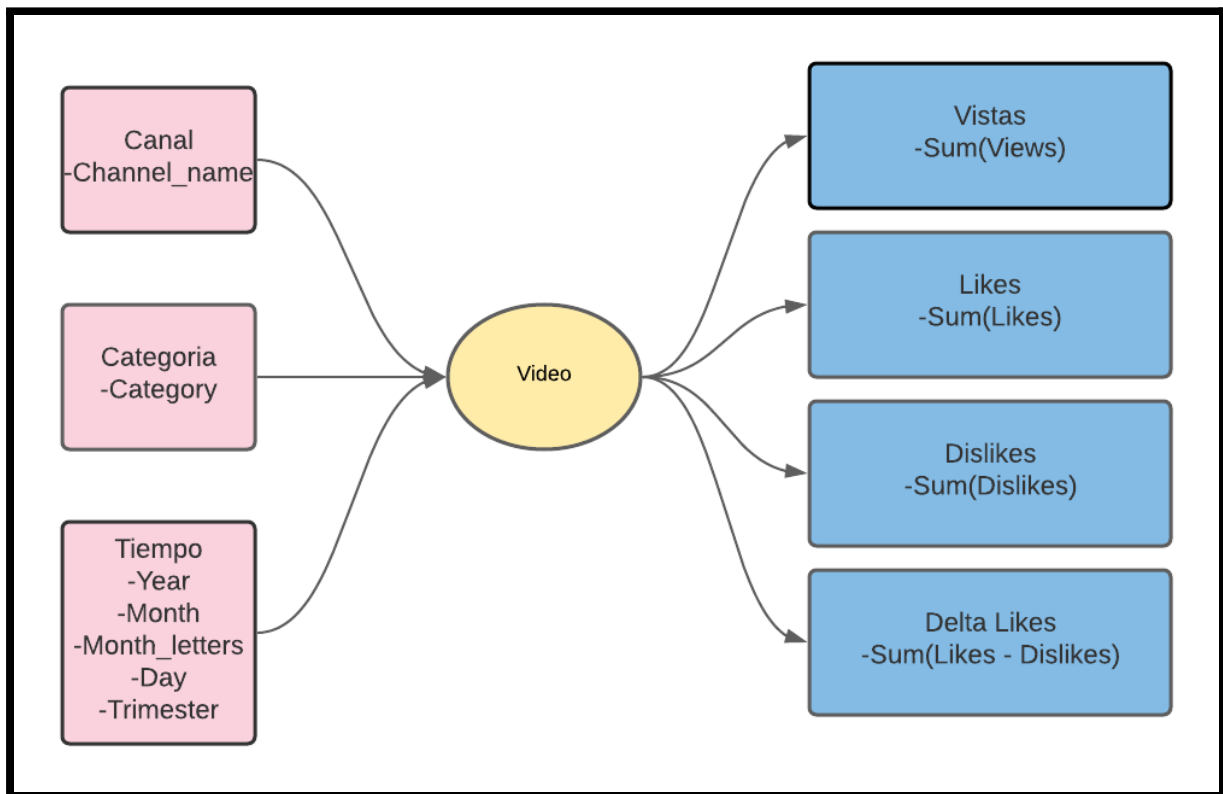 Canal
-Channel_name
Categoria
-Category
Tiempo
-Year
-Month
-Month_letters
-Day
-Trimester
Video
Vistas
-Sum(Views)
Likes
-Sum(Likes)
Dislikes
-Sum(Dislikes)
Delta Likes
-Sum(Likes - Dislikes)